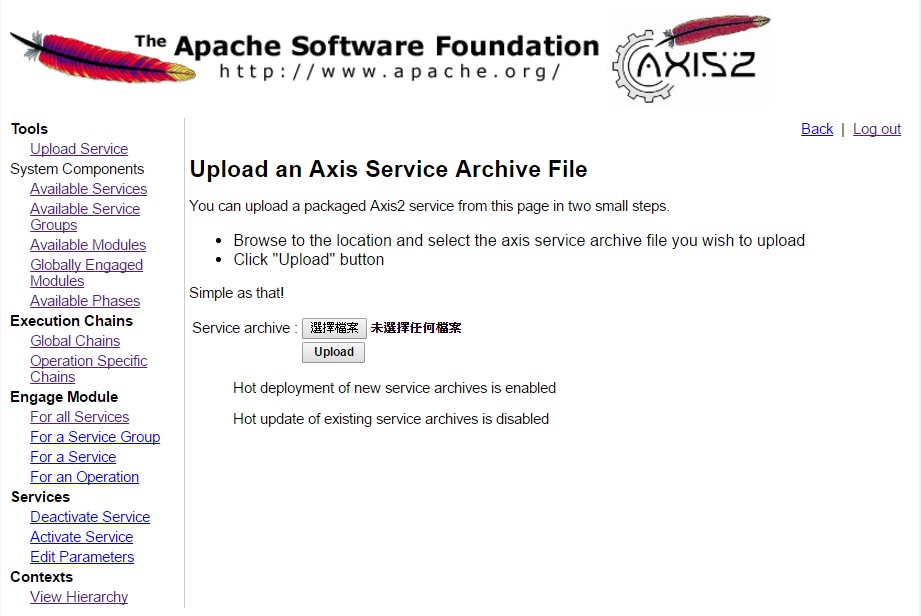 The Apache Software Foundation
http://www.apache.org/
AXIS2
Tools
Upload Service
System Components
Available Services
Available Service
Groups
Available Modules
Globally Engaged
Modules
Available Phases
Execution Chains
Global Chains
Operation Specific
Chains
Engage Module
For all Services
For a Service Group
For a Service
For an Operation
Services
Deactivate Service
Activate Service
Edit Parameters
Contexts
View Hierarchy
Back | Log out
Upload an Axis Service Archive File
You can upload a packaged Axis2 service from this page in two small steps.
• Browse to the location and select the axis service archive file you wish to upload
• Click "Upload" button
Simple as that!
Service archive : 選擇檔案 未選擇任何檔案
Upload
Hot deployment of new service archives is enabled
Hot update of existing service archives is disabled